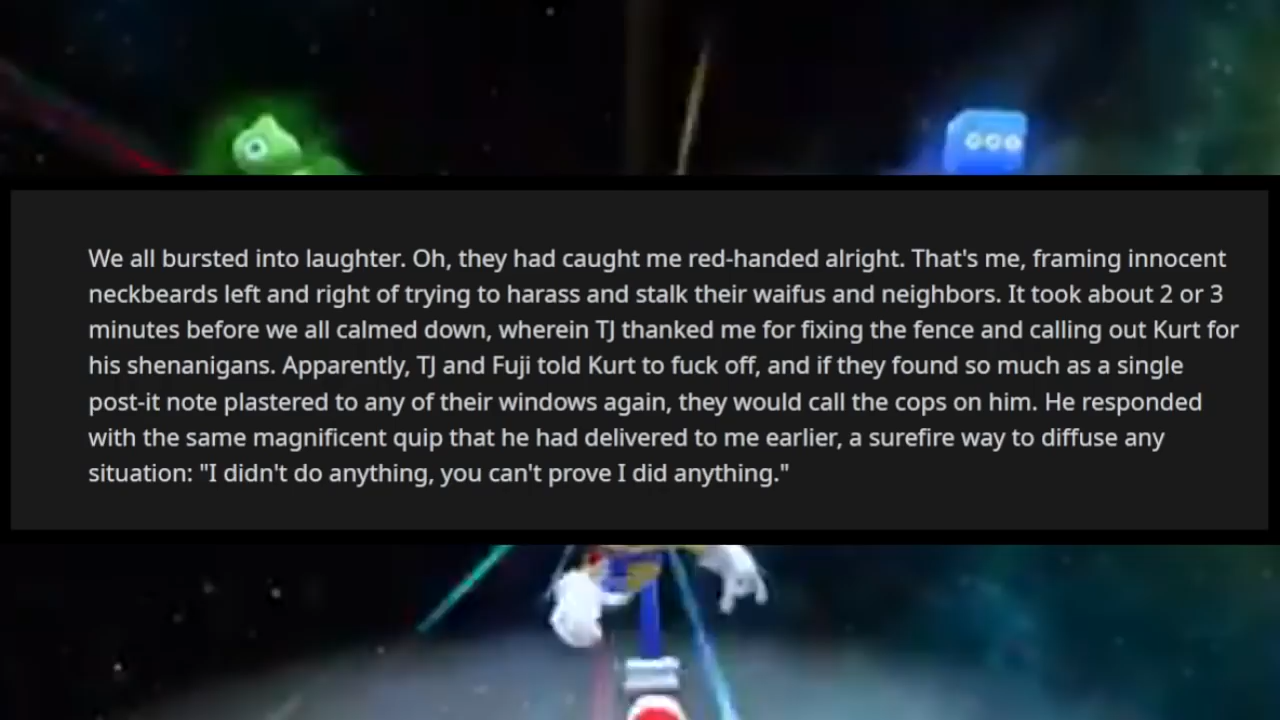 We all bursted into laughter. Oh, they had caught me red-handed alright. That's me, framing innocent
neckbeards left and right of trying to harass and stalk their waifus and neighbors. It took about 2 or 3
minutes before we all calmed down, wherein TJ thanked me for fixing the fence and calling out Kurt for
his shenanigans. Apparently, TJ and Fuji told Kurt to fuck off, and if they found so much as a single
post-it note plastered to any of their windows again, they would call the cops on him. He responded
with the same magnificent quip that he had delivered to me earlier, a surefire way to diffuse any
situation: "I didn't do anything, you can't prove I did anything."